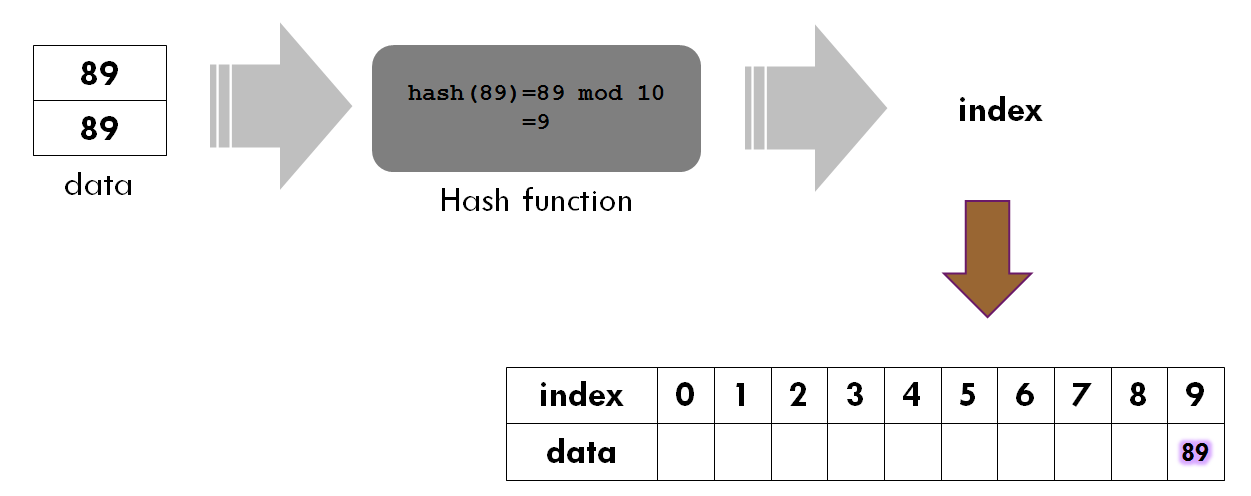 89
89
data
hash(89)=89 mod 10
=9
Hash function
index
index 0 1 2 3 4 5 6 7 8 9
data 89